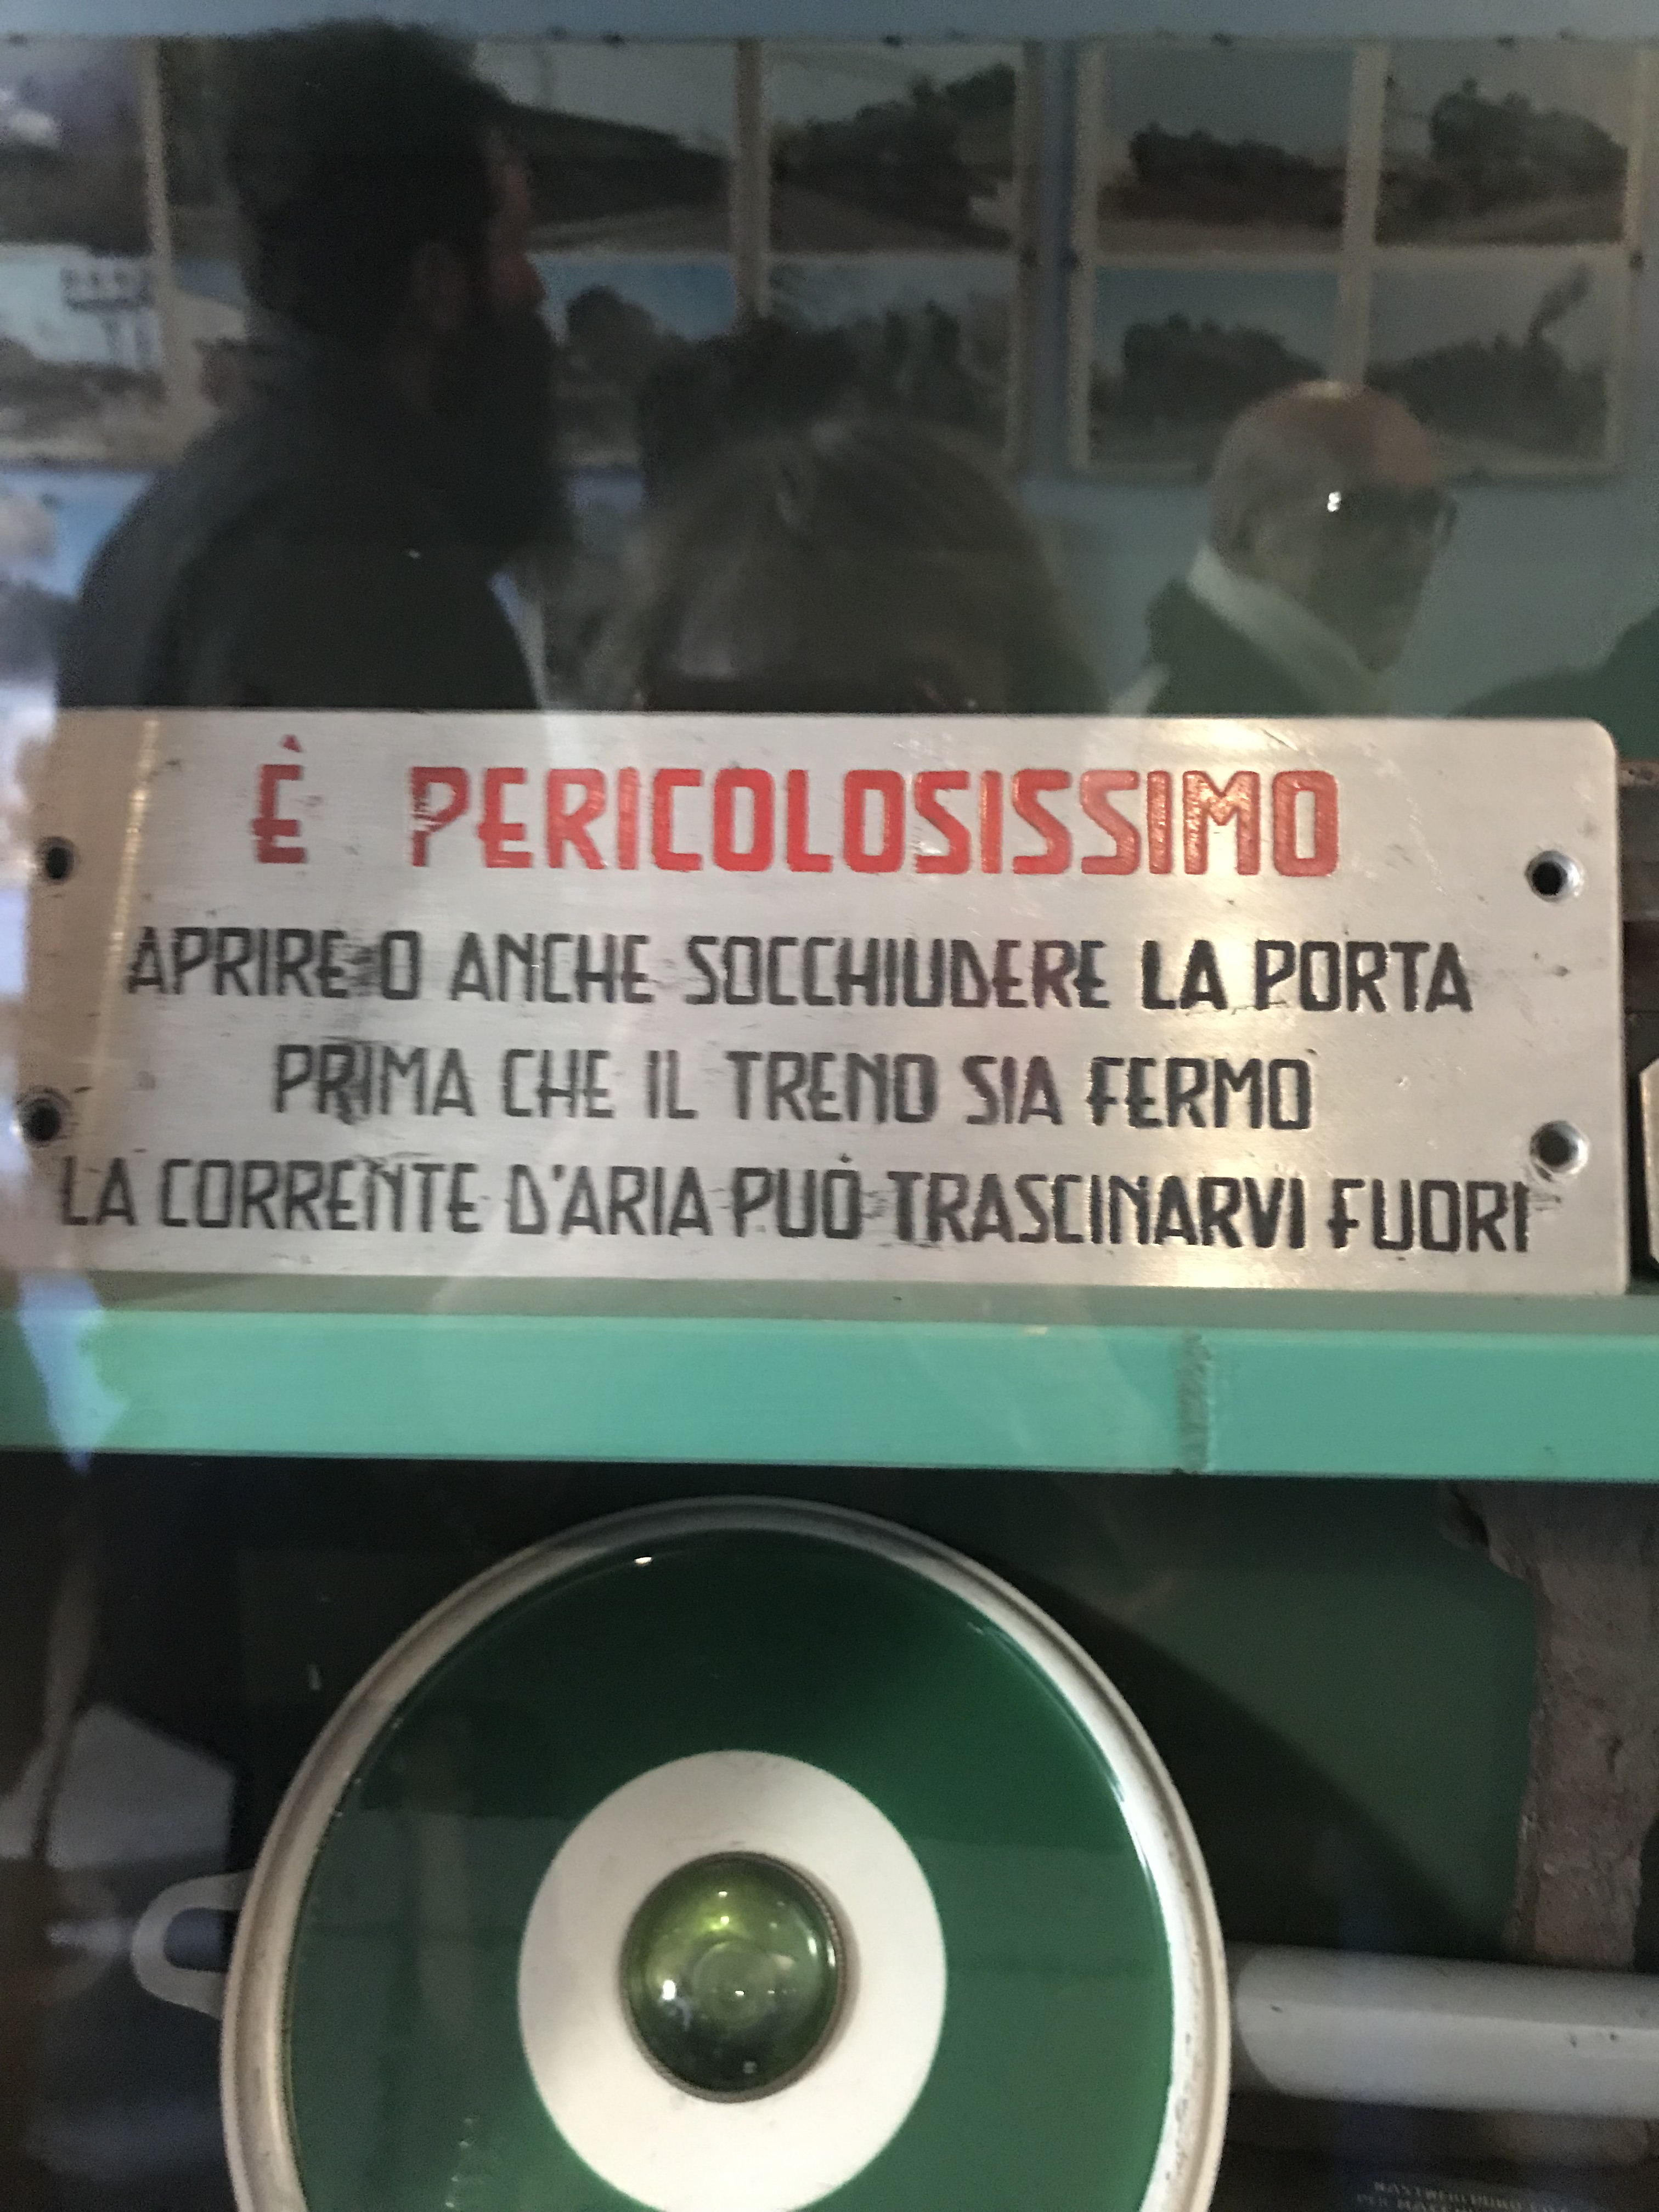 È PERICOLOSISSIMO
APRIRE O ANCHE SOCCHIUDERE LA PORTA
PRIMA CHE IL TRENO SIA FERMO
LA CORRENTE D'ARIA PUÒ TRASCINARVI FUORI